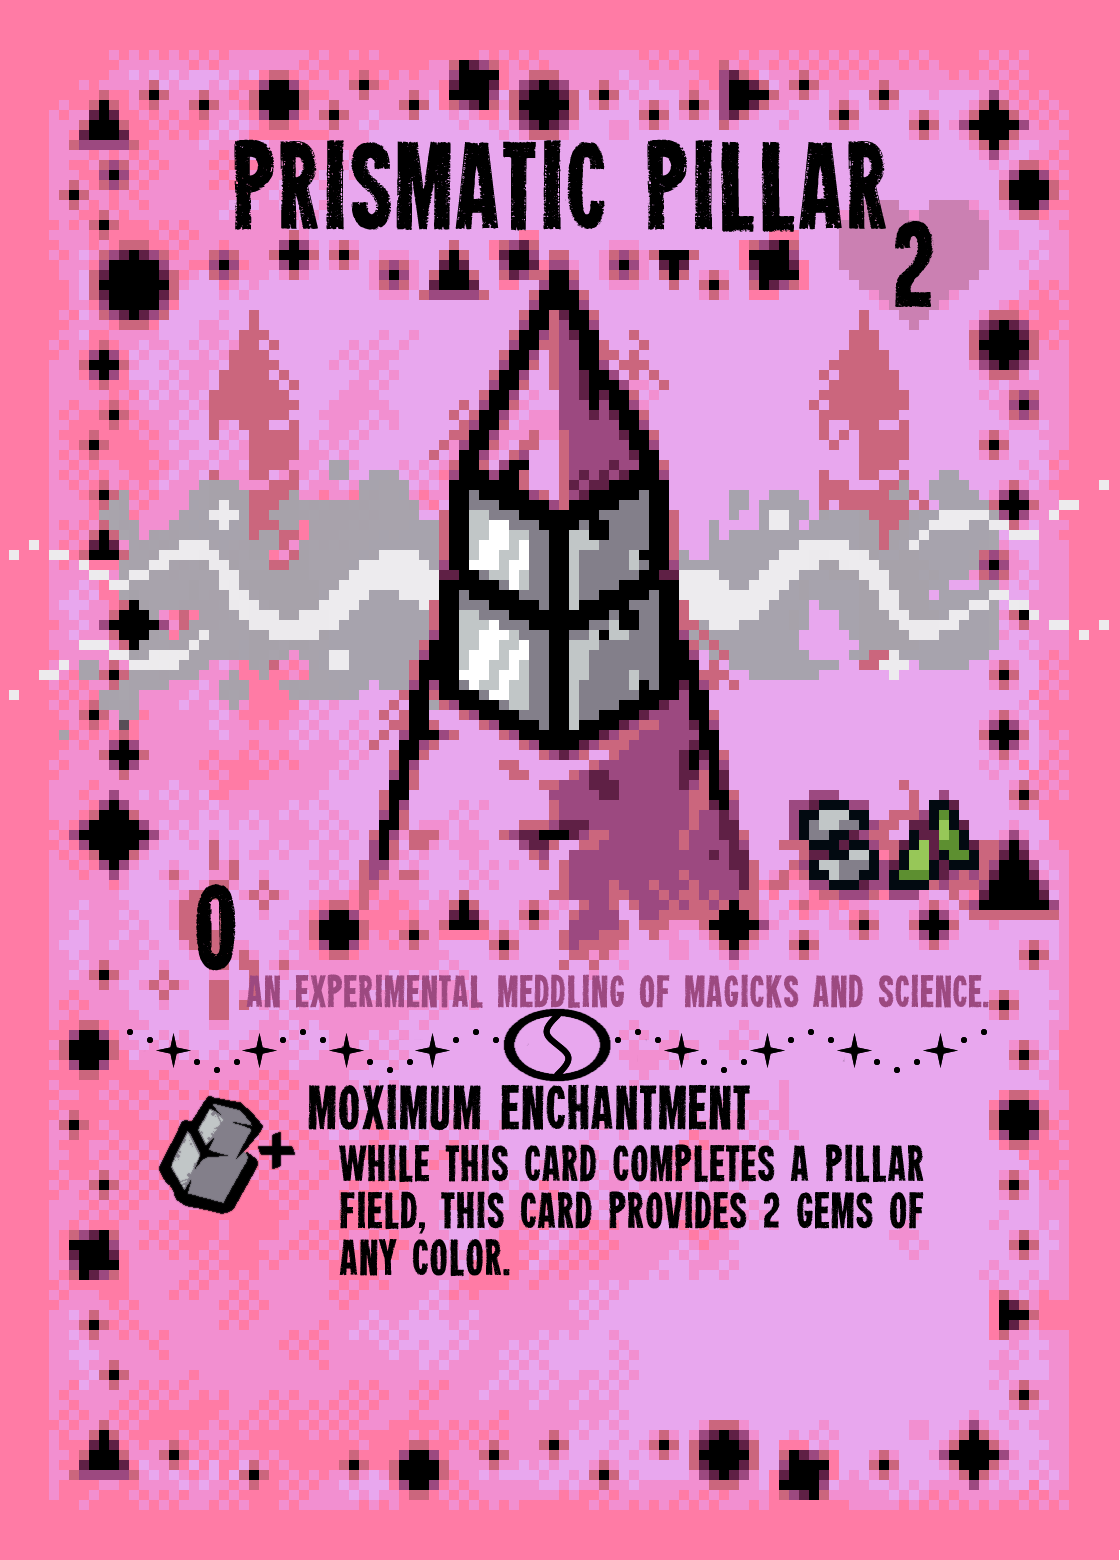 PRISMATIC PILLAR
2
SA
0
AN EXPERIMENTAL MEDDLING OF MAGICKS AND SCIENCE.
S
+
MOXIMUM ENCHANTMENT
WHILE THIS CARD COMPLETES A PILLAR
FIELD, THIS CARD PROVIDES 2 GEMS OF
ANY COLOR.